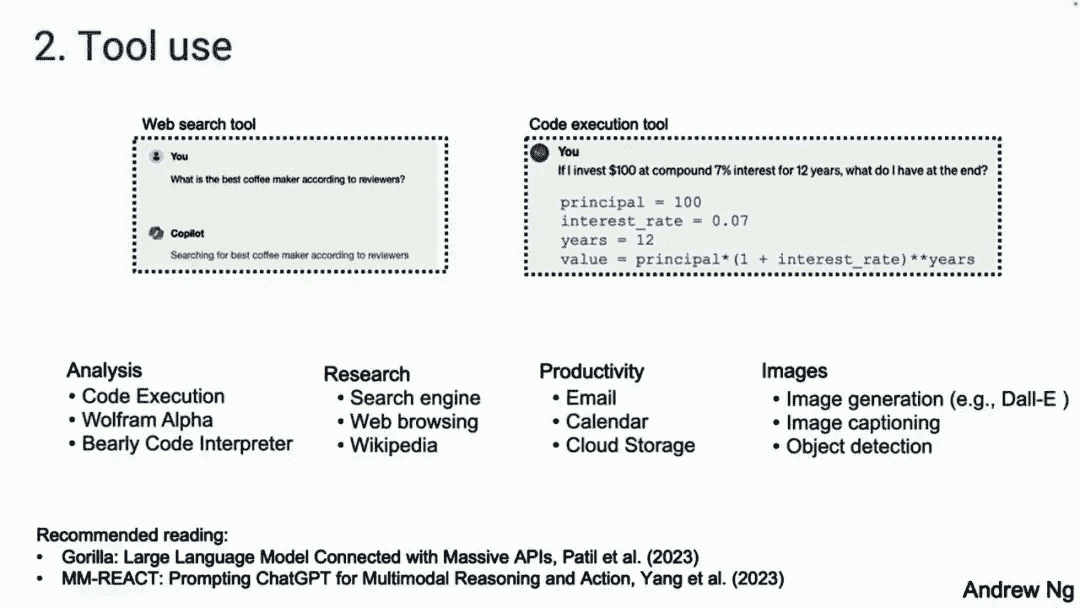 2. Tool use
Web search tool
You
What is the best coffee maker according to reviewers?
Copilot
Searching for best coffee maker according to reviewers
Code execution tool
You
If I invest $100 at compound 7% interest for 12 years, what do I have at the end?
principal = 100
interest_rate = 0.07
years = 12
value = principal*(1 + interest_rate)**years
Analysis
• Code Execution
• Wolfram Alpha
• Bearly Code Interpreter
Research
• Search engine
• Web browsing
• Wikipedia
Productivity
• Email
• Calendar
• Cloud Storage
Images
• Image generation (e.g., Dall-E )
• Image captioning
• Object detection
Recommended reading:
• Gorilla: Large Language Model Connected with Massive APIs, Patil et al. (2023)
• MM-REACT: Prompting ChatGPT for Multimodal Reasoning and Action, Yang et al. (2023)
Andrew Ng